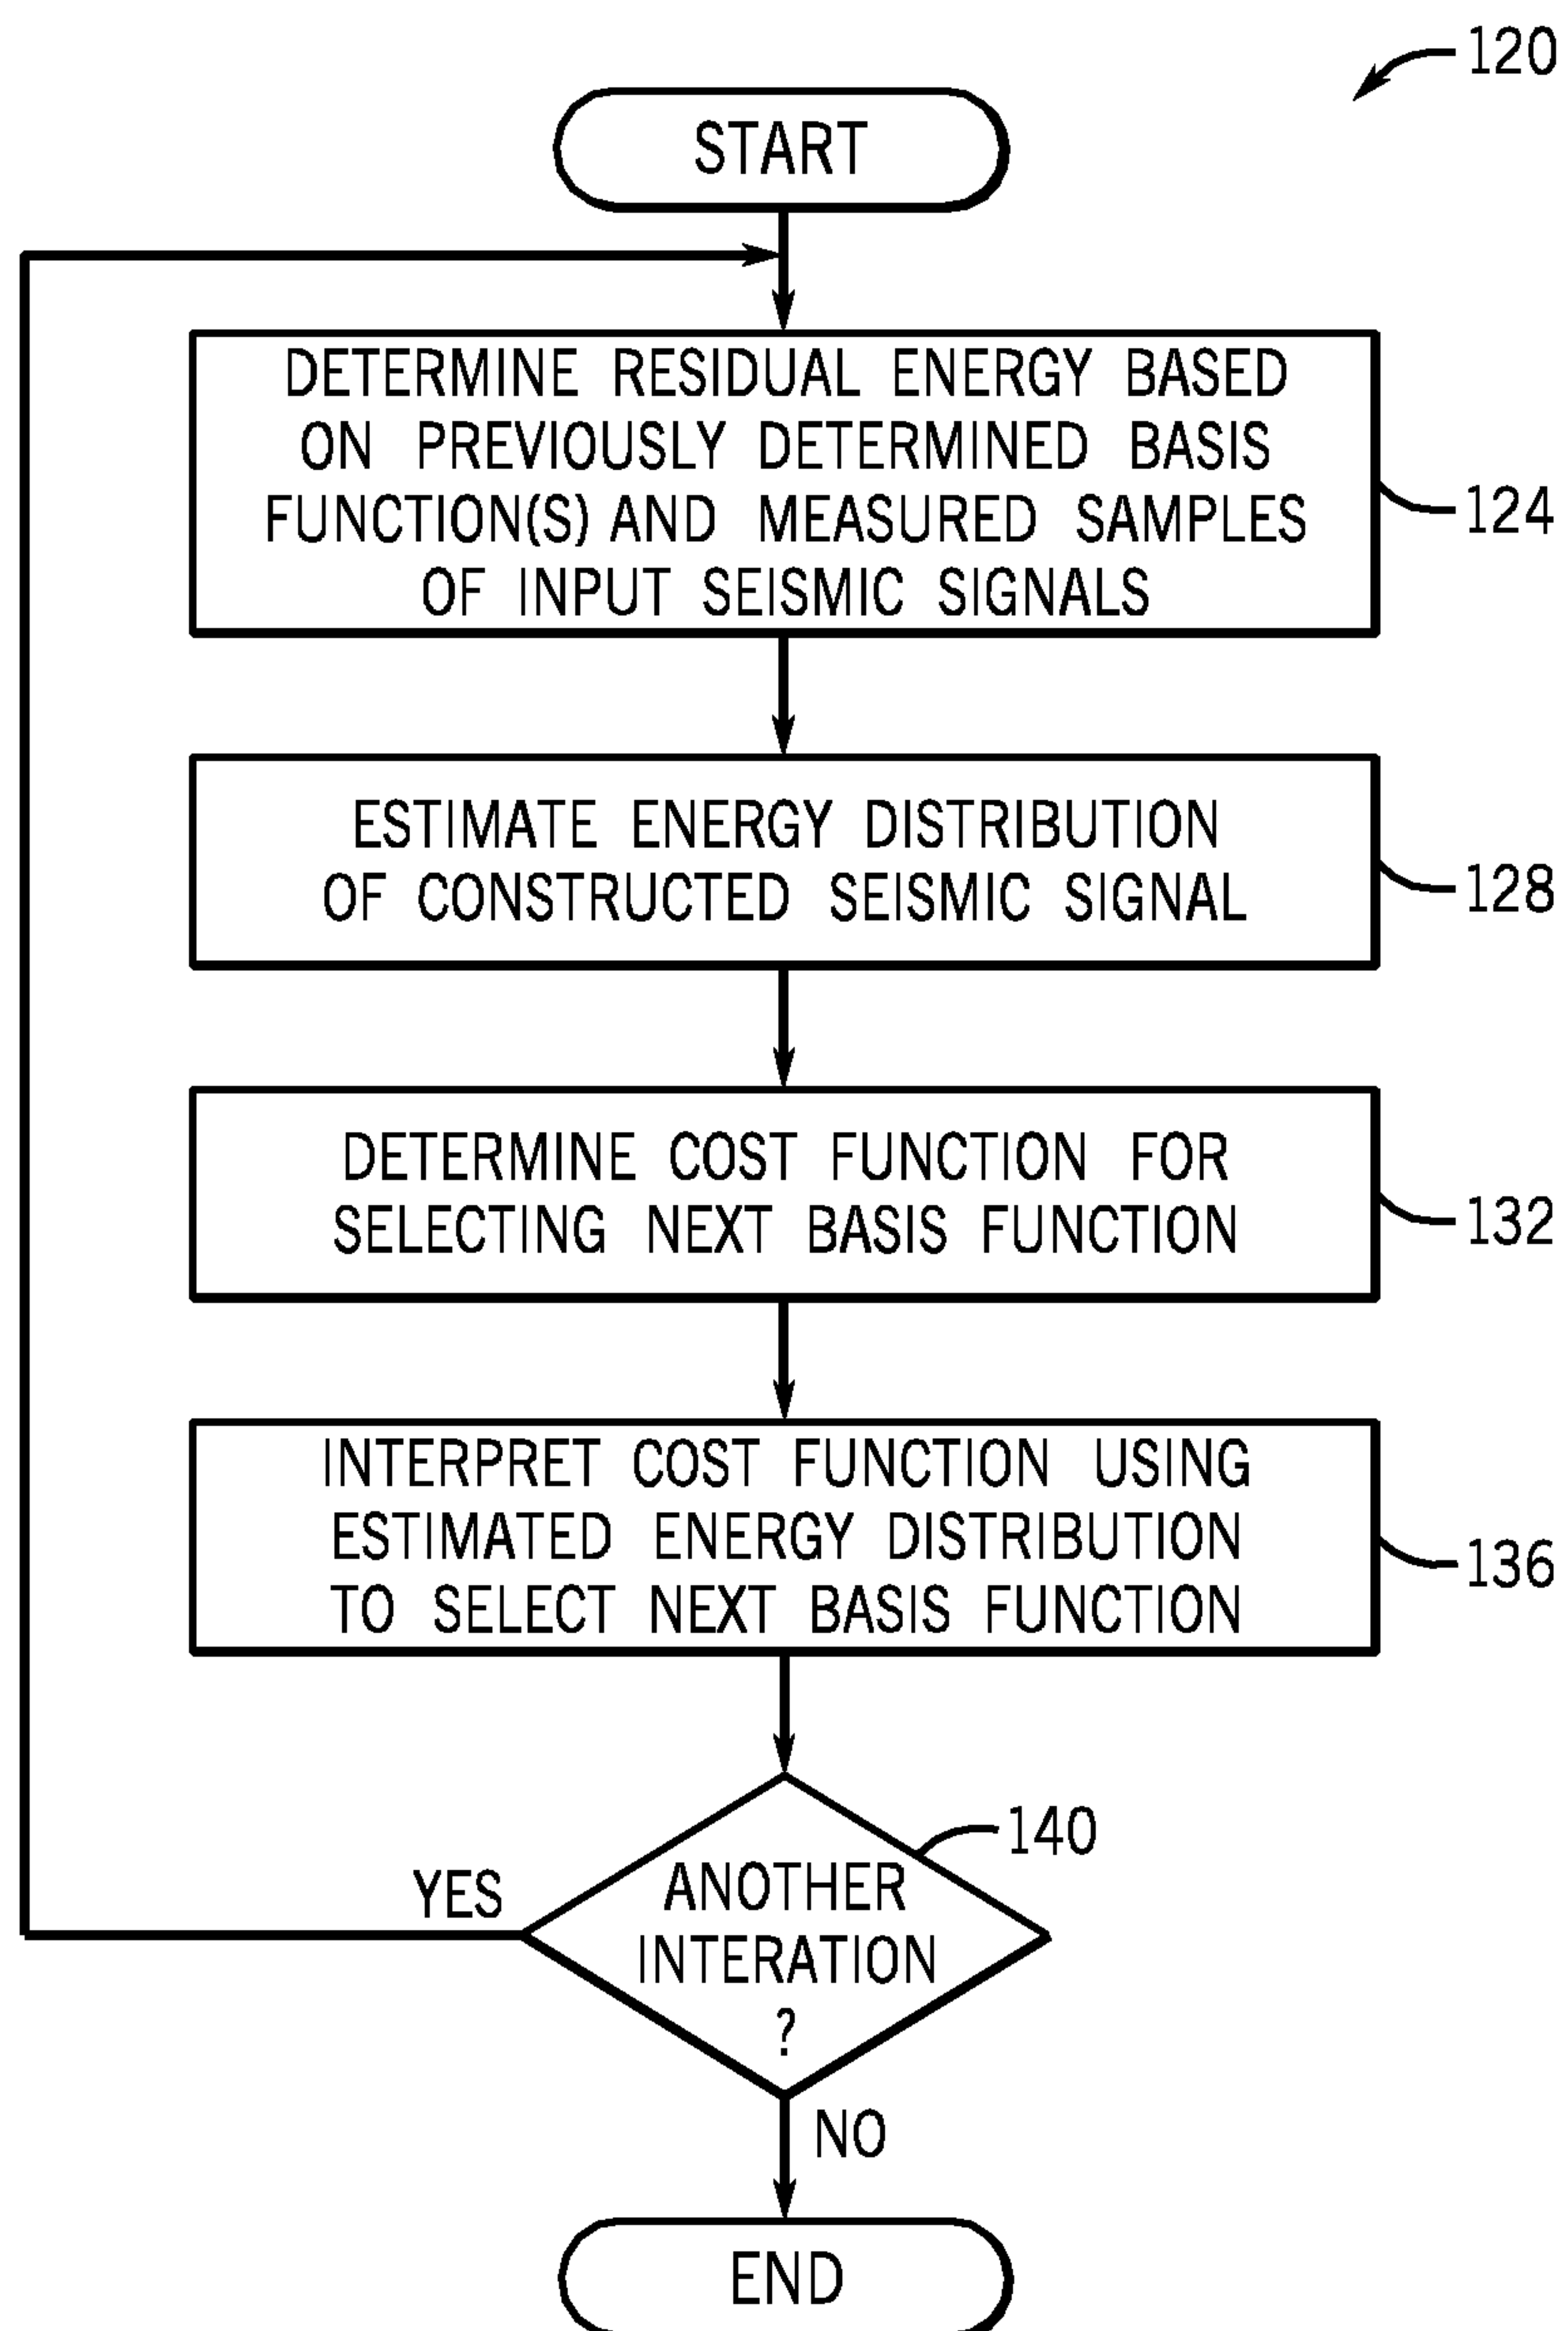 120
START
DETERMINE RESIDUAL ENERGY BASED
ON PREVIOUSLY DETERMINED BASIS
FUNCTION(S) AND MEASURED SAMPLES
OF INPUT SEISMIC SIGNALS
124
ESTIMATE ENERGY DISTRIBUTION
OF CONSTRUCTED SEISMIC SIGNAL
128
DETERMINE COST FUNCTION FOR
SELECTING NEXT BASIS FUNCTION
132
INTERPRET COST FUNCTION USING
ESTIMATED ENERGY DISTRIBUTION
TO SELECT NEXT BASIS FUNCTION
136
140
YES
ANOTHER
INTERATION
?
NO
END